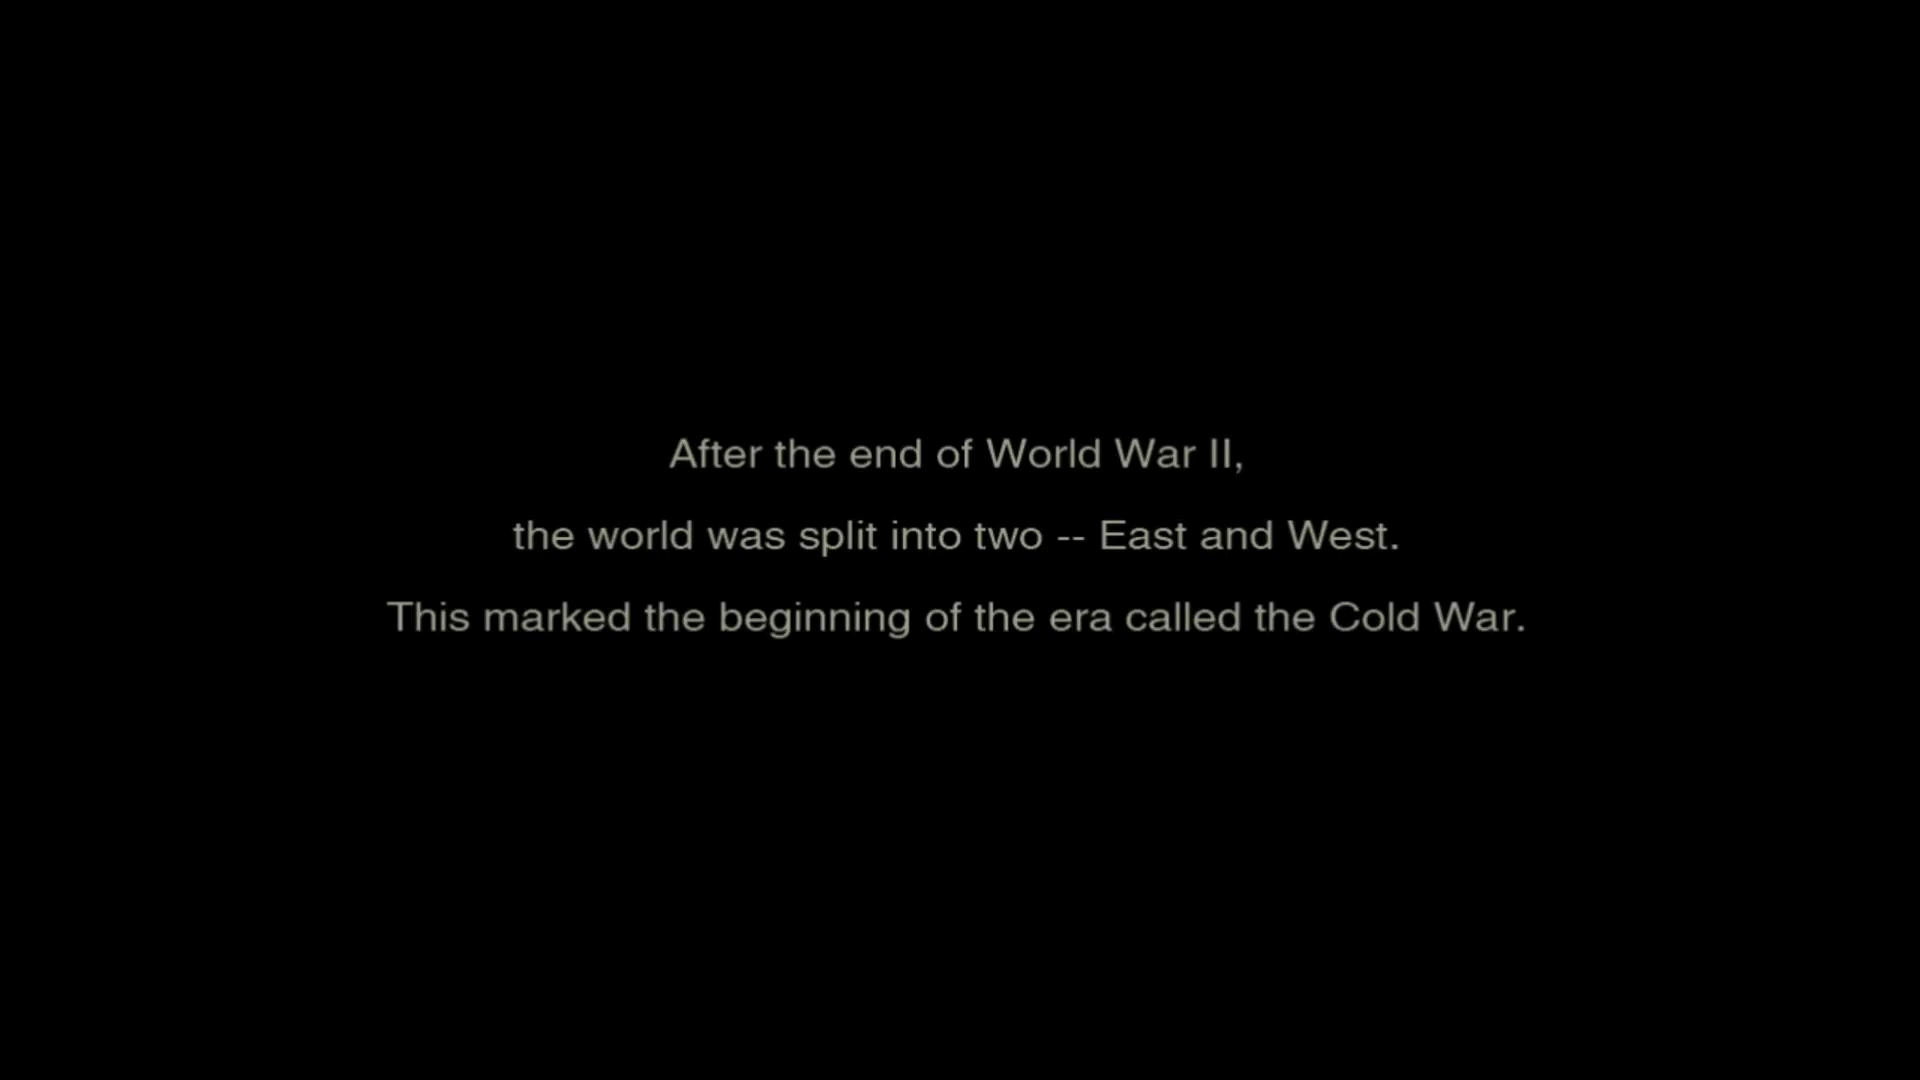 After the end of World War II,
the world was split into two -- East and West.
This marked the beginning of the era called the Cold War.